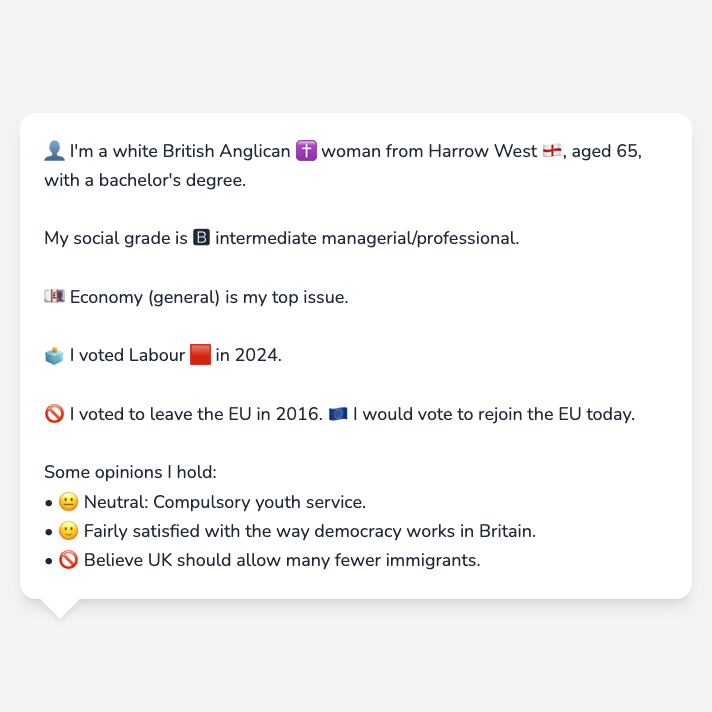 👤 I'm a white British Anglican ✝️ woman from Harrow West 🏴󠁧󠁢󠁥󠁮󠁧󠁿, aged 65,
with a bachelor's degree.
My social grade is 🅱 intermediate managerial/professional.
💷 Economy (general) is my top issue.
🗳️ I voted Labour 🟥 in 2024.
🚫 I voted to leave the EU in 2016. 🇪🇺 I would vote to rejoin the EU today.
Some opinions I hold:
• 😐 Neutral: Compulsory youth service.
• 🙂 Fairly satisfied with the way democracy works in Britain.
• 🚫 Believe UK should allow many fewer immigrants.